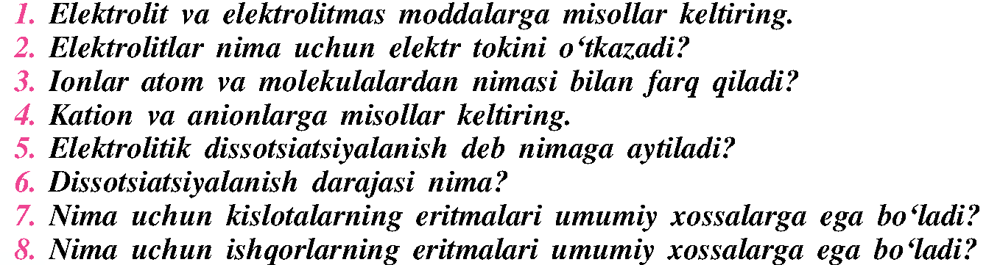 1. Elektrolit va elektrolitmas moddalarga misollar keltiring.
2. Elektrolitlar nima uchun elektr tokini o‘tkazadi?
3. Ionlar atom va molekulalardan nimasi bilan farq qiladi?
4. Kation va anionlarga misollar keltiring.
5. Elektrolitik dissotsiatsiyalanish deb nimaga aytiladi?
6. Dissotsiatsiyalanish darajasi nima?
7. Nima uchun kislotalarning eritmalari umumiy xossalarga ega bo‘ladi?
8. Nima uchun ishqorlarning eritmalari umumiy xossalarga ega bo‘ladi?